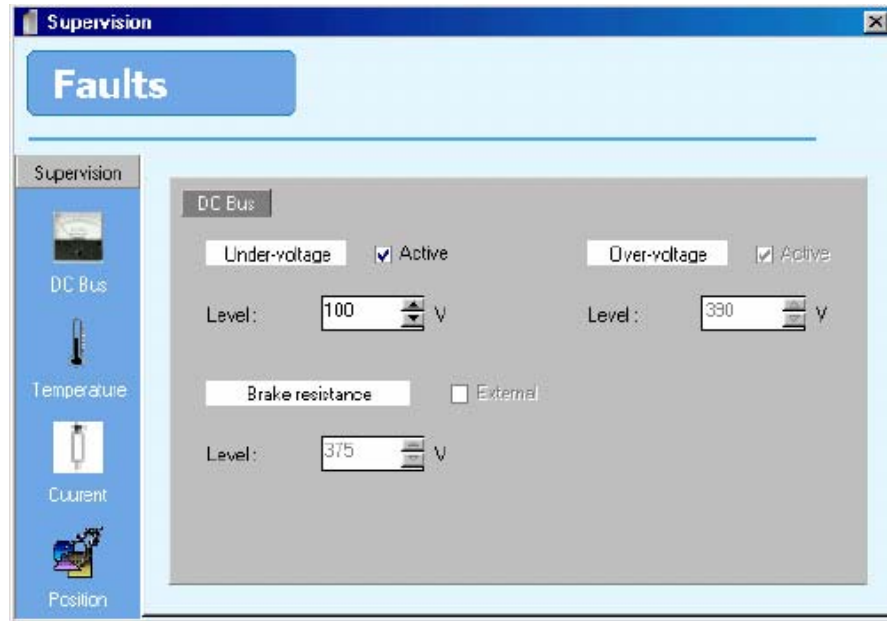 Supervision
Faults
Supervision
DC Bus
Temperature
Cuurent
Position
DC Bus
Under-voltage Active
Level: 100 V
Over-voltage Active
Level: 390 V
Brake resistance External
Level: 375 V